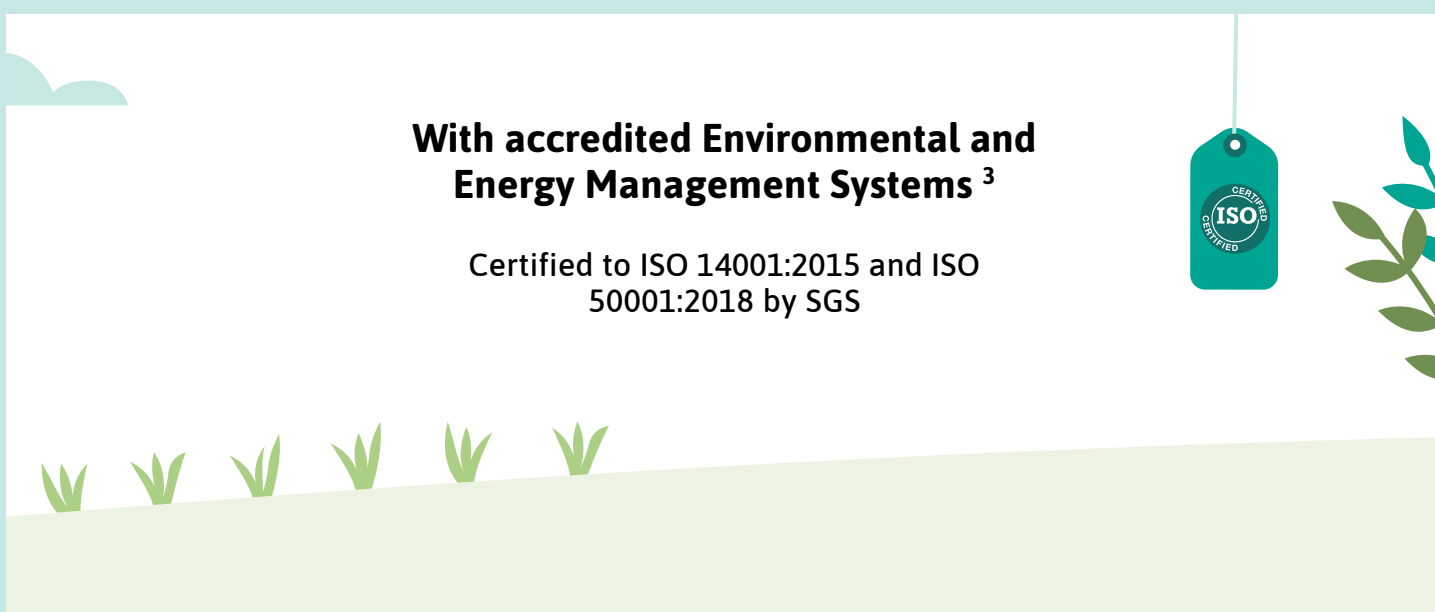 With accredited Environmental and
Energy Management Systems ³
Certified to ISO 14001:2015 and ISO
50001:2018 by SGS
CERTIFIED
ISO
CERTIFIED